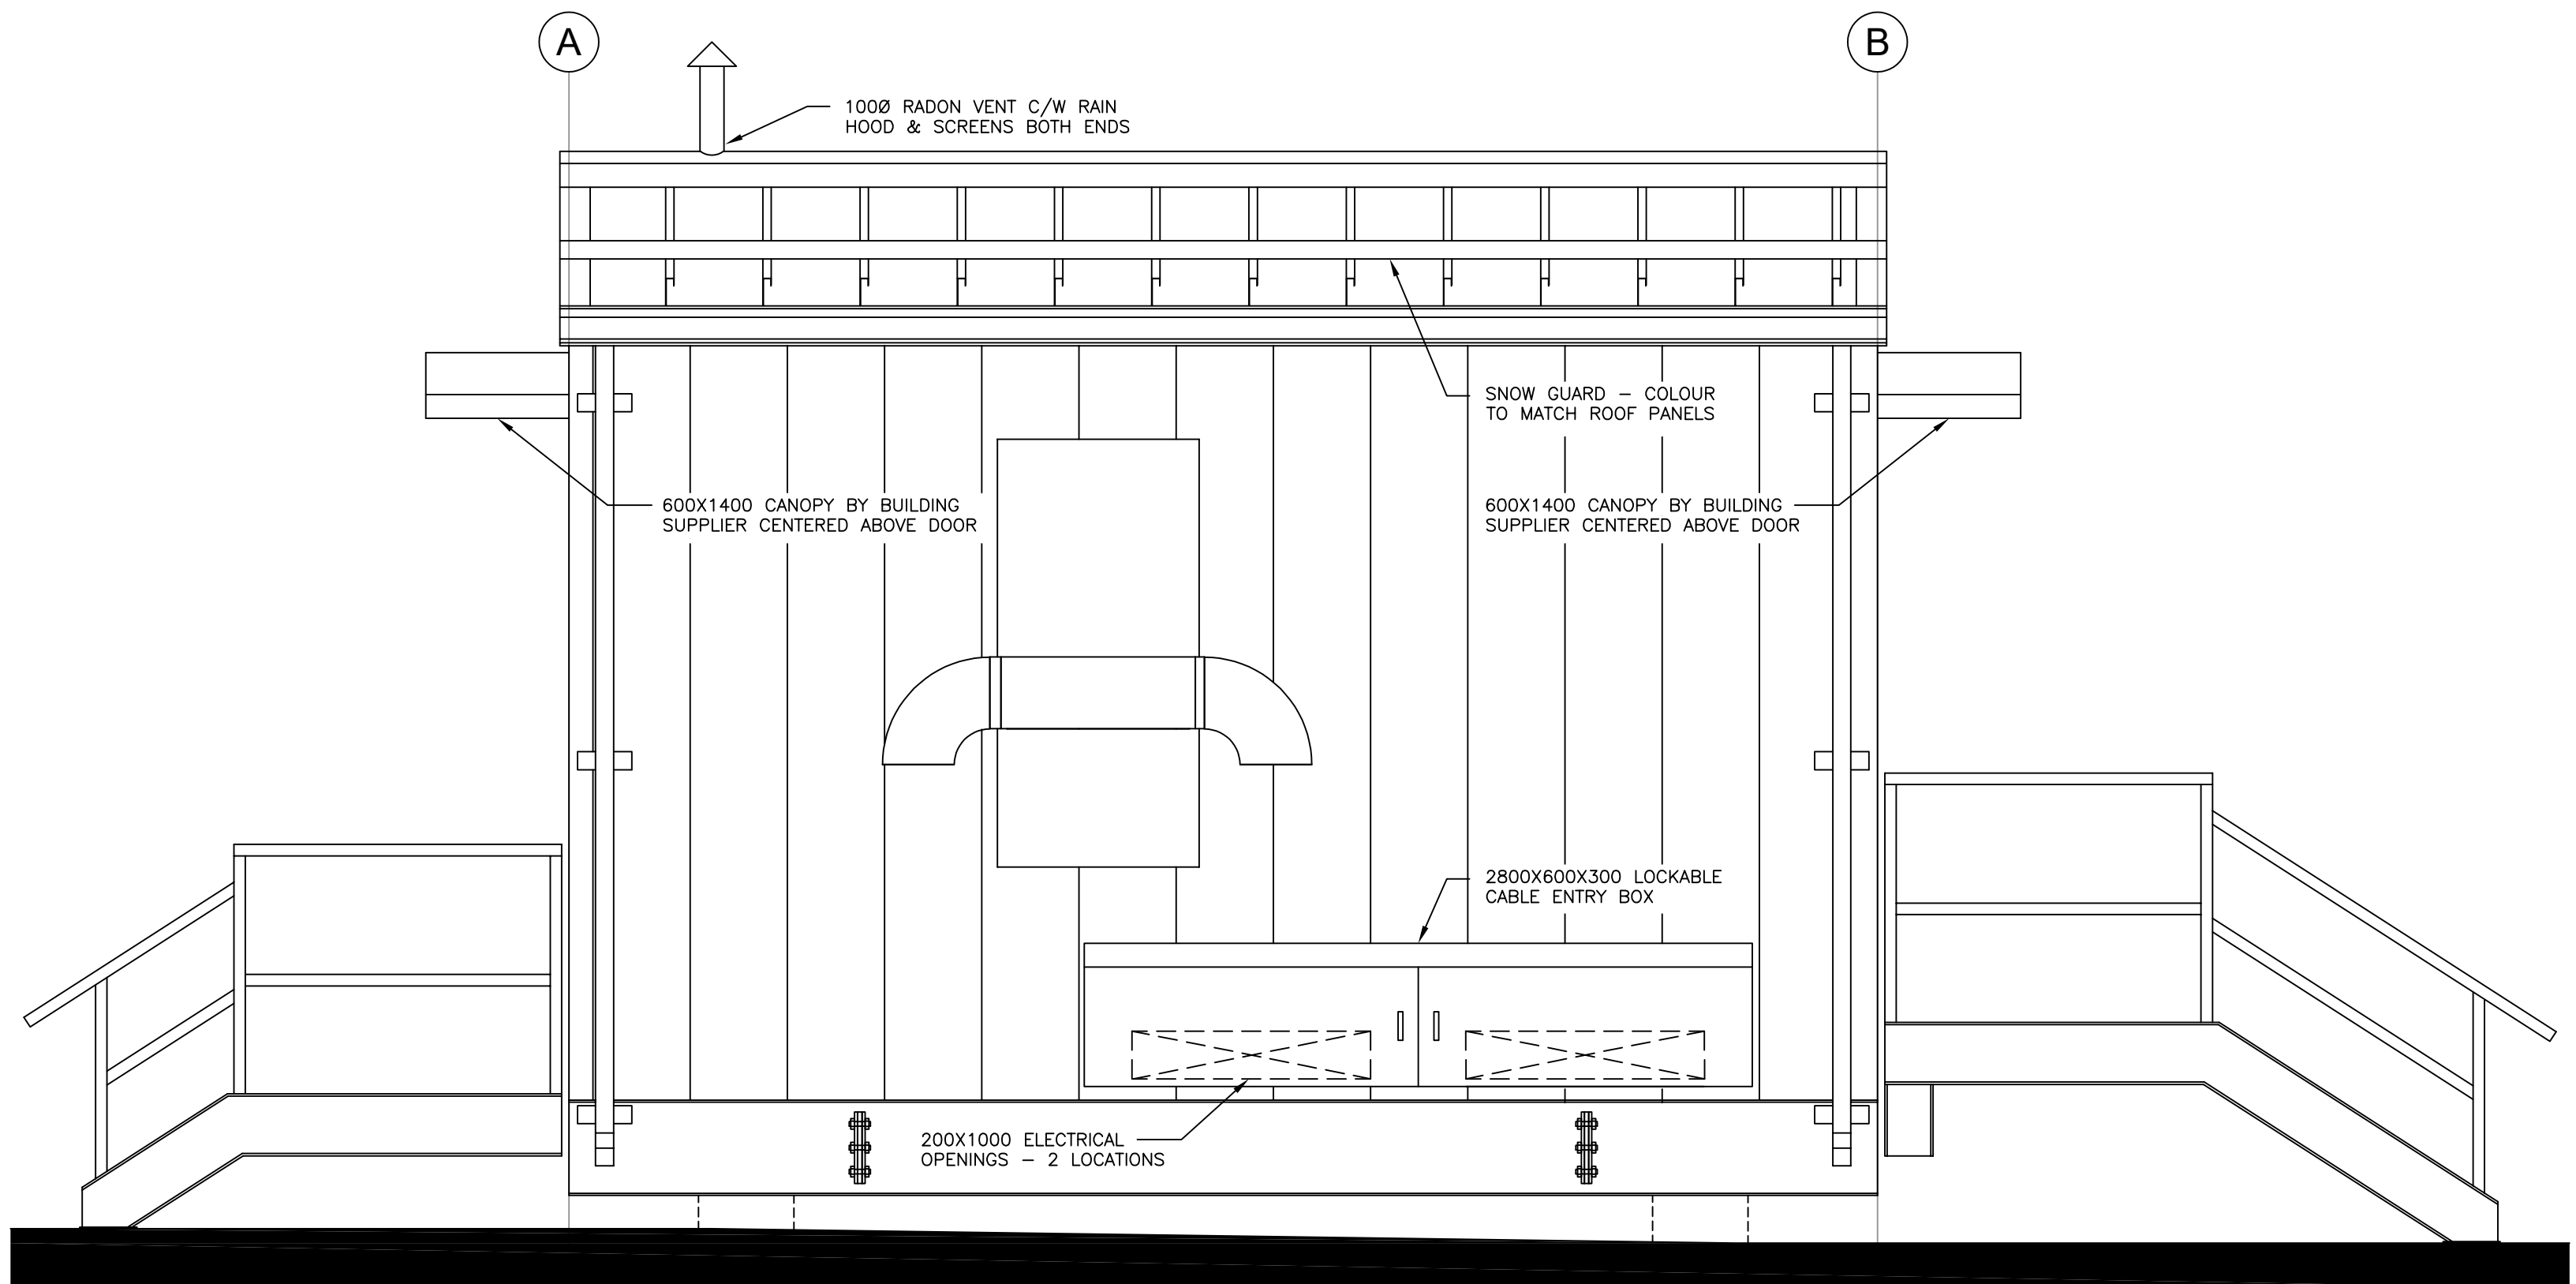 A
B
100Ø RADON VENT C/W RAIN
HOOD & SCREENS BOTH ENDS
SNOW GUARD – COLOUR
TO MATCH ROOF PANELS
600X1400 CANOPY BY BUILDING
SUPPLIER CENTERED ABOVE DOOR
600X1400 CANOPY BY BUILDING
SUPPLIER CENTERED ABOVE DOOR
2800X600X300 LOCKABLE
CABLE ENTRY BOX
200X1000 ELECTRICAL
OPENINGS – 2 LOCATIONS